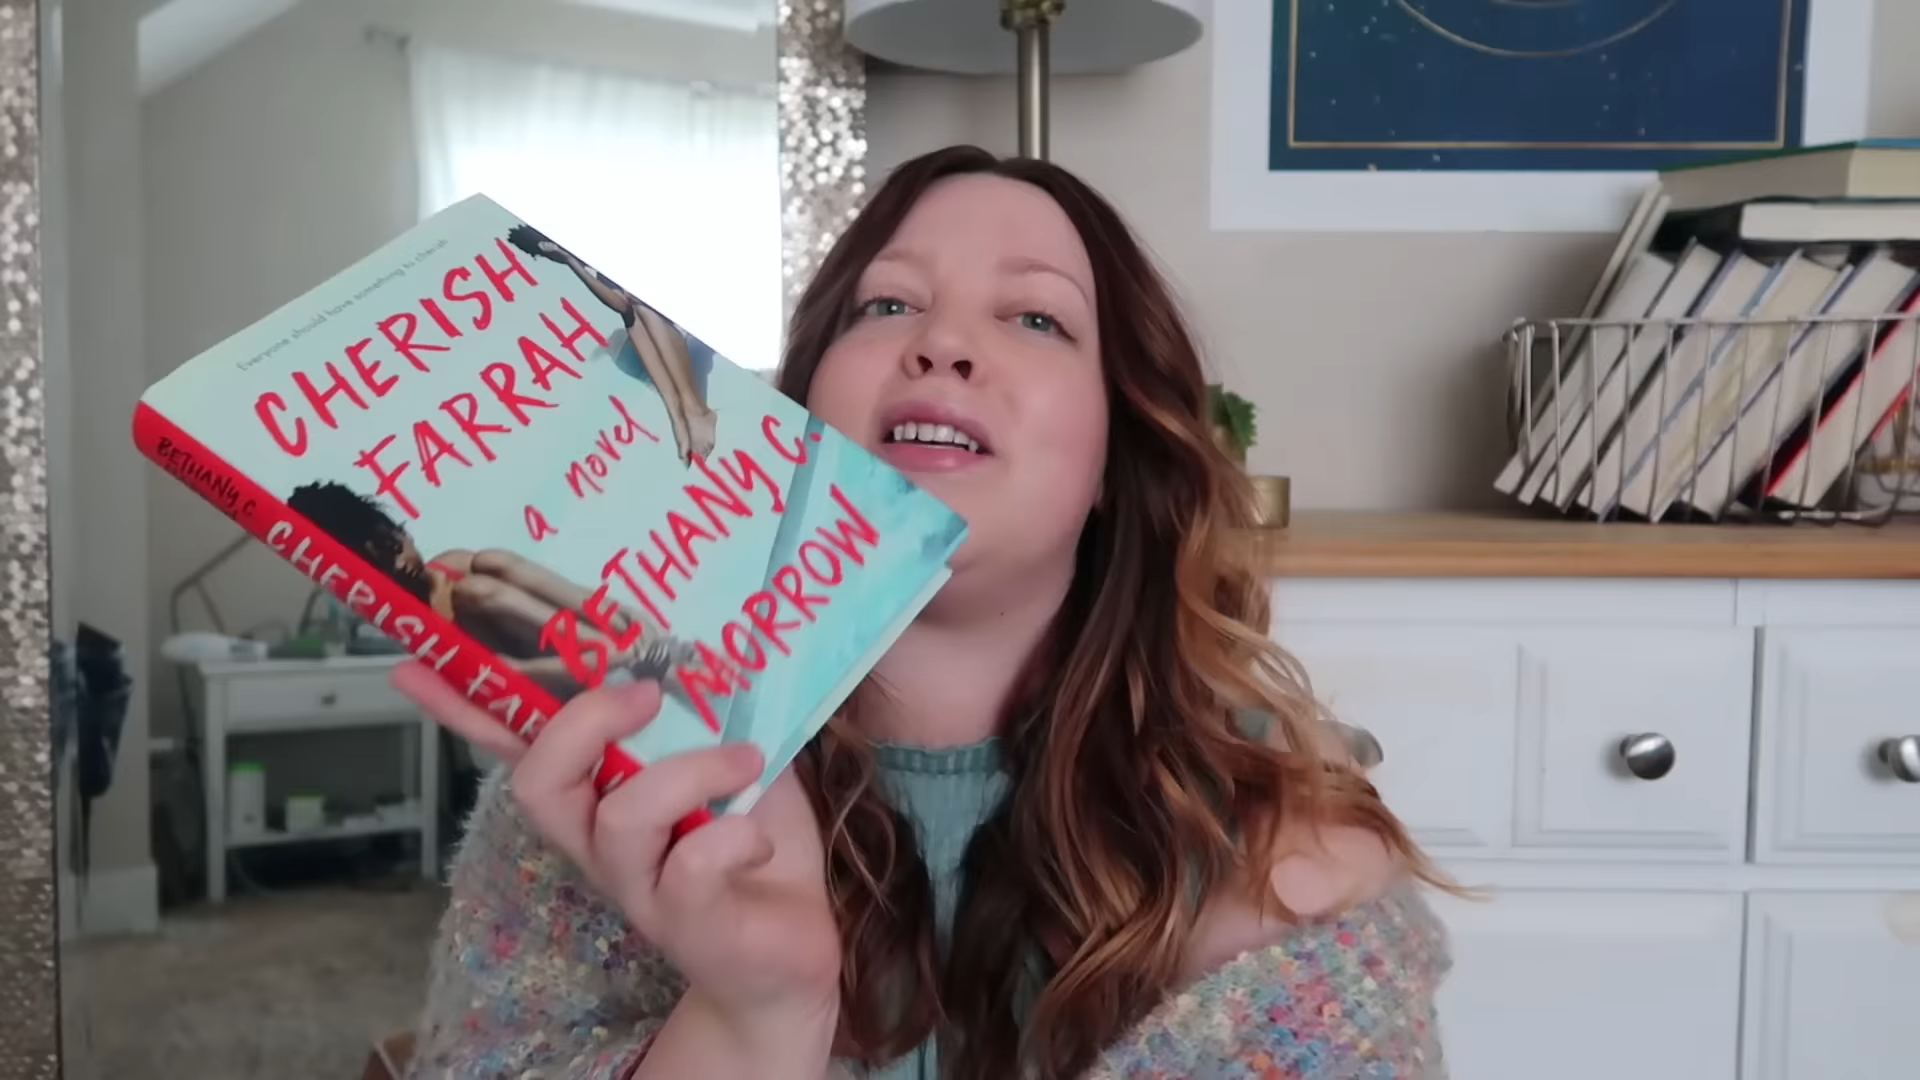 Everyone should have something to cherish
CHERISH
FARRAH
a novel
BETHANY C.
MORROW
BETHANY C.
CHERISH FAR